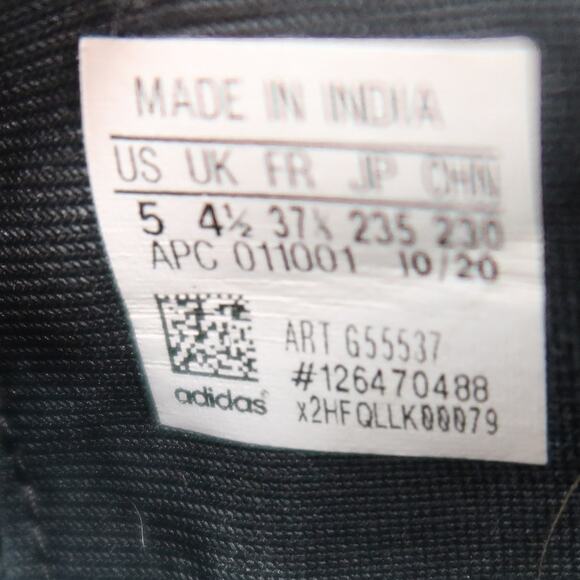 MADE IN INDIA
US UK FR JP CHN
5 4½ 37⅓ 235 230
APC 011001 10/20
ART G55537
#126470488
adidas x2HFQLLK00079